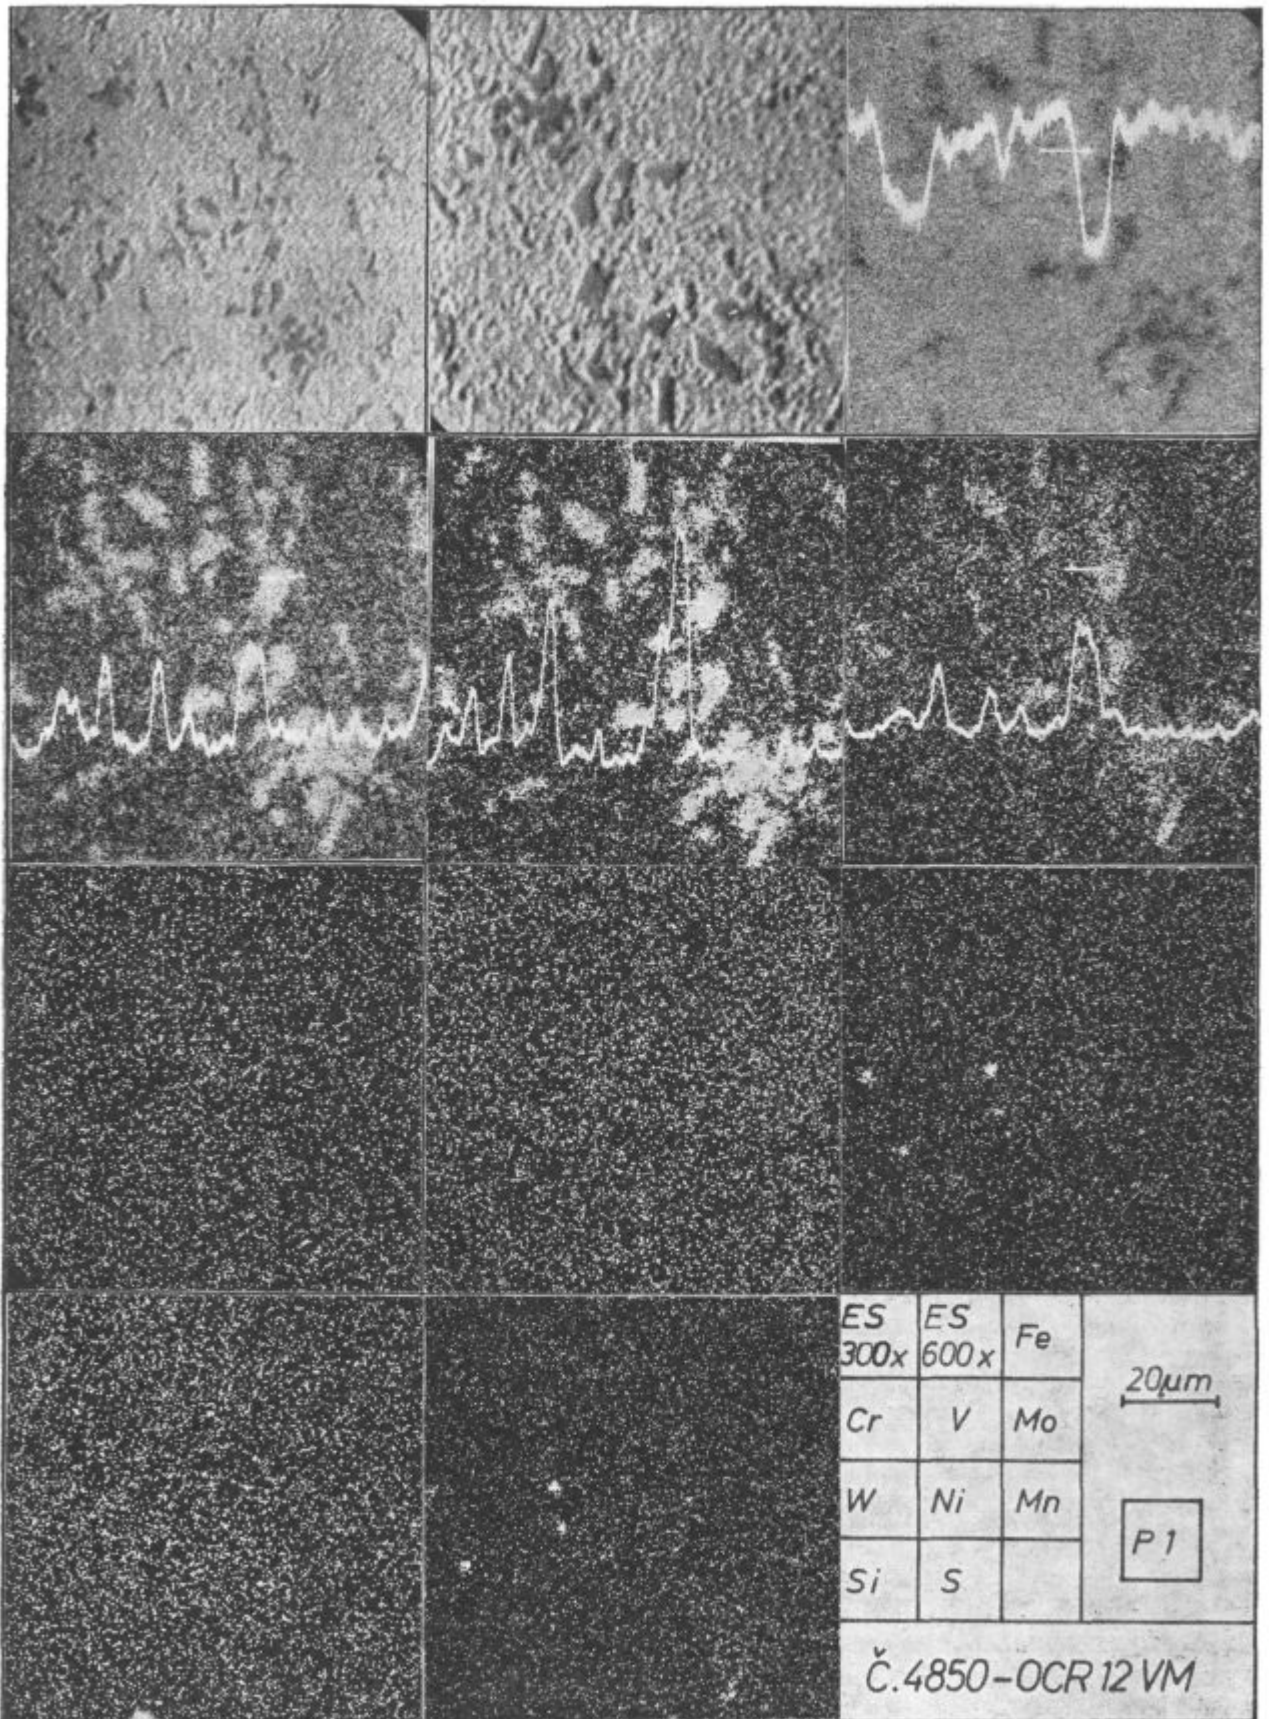 ES ES Fe
300x 600x
Cr V Mo
W Ni Mn
Si S
20µm
P1
Č.4850-OCR 12 VM